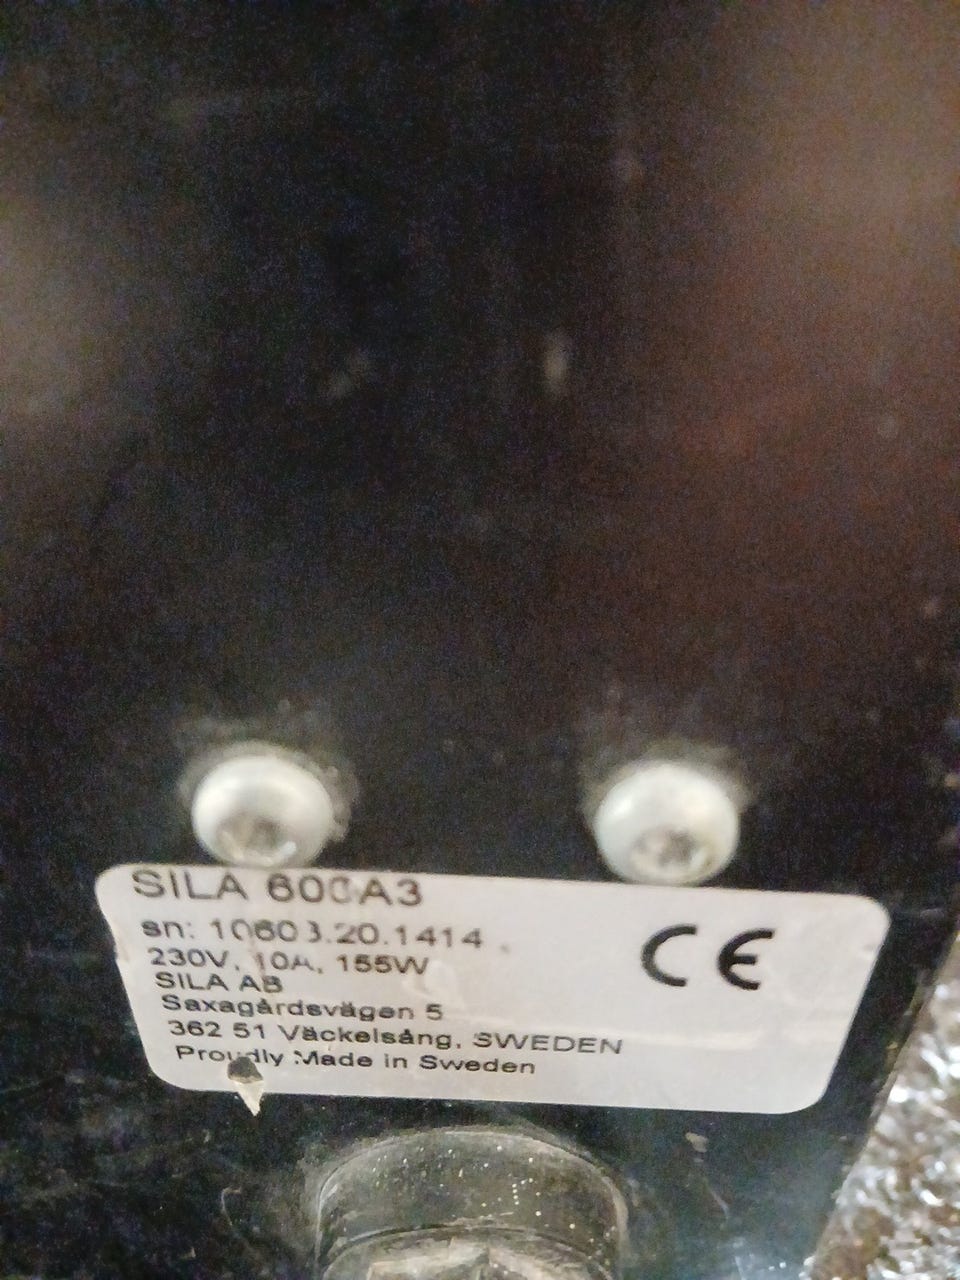 SILA 600A3
sn: 10603.20.1414
230V, 10A, 155W
SILA AB
Saxagårdsvägen 5
362 51 Väckelsång, SWEDEN
Proudly Made in Sweden
CE